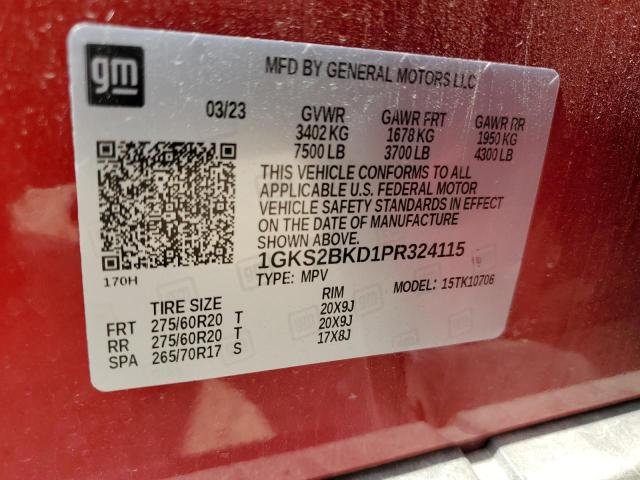 gm
MFD BY GENERAL MOTORS LLC
03/23 GVWR GAWR FRT GAWR RR
3402 KG 1678 KG 1950 KG
7500 LB 3700 LB 4300 LB
THIS VEHICLE CONFORMS TO ALL
APPLICABLE U.S. FEDERAL MOTOR
VEHICLE SAFETY STANDARDS IN EFFECT
ON THE DATE OF MANUFACTURE
SHOWN ABOVE.
170H
1GKS2BKD1PR324115
TYPE: MPV MODEL: 15TK10706
TIRE SIZE RIM
FRT 275/60R20 T 20X9J
RR 275/60R20 T 20X9J
SPA 265/70R17 S 17X8J